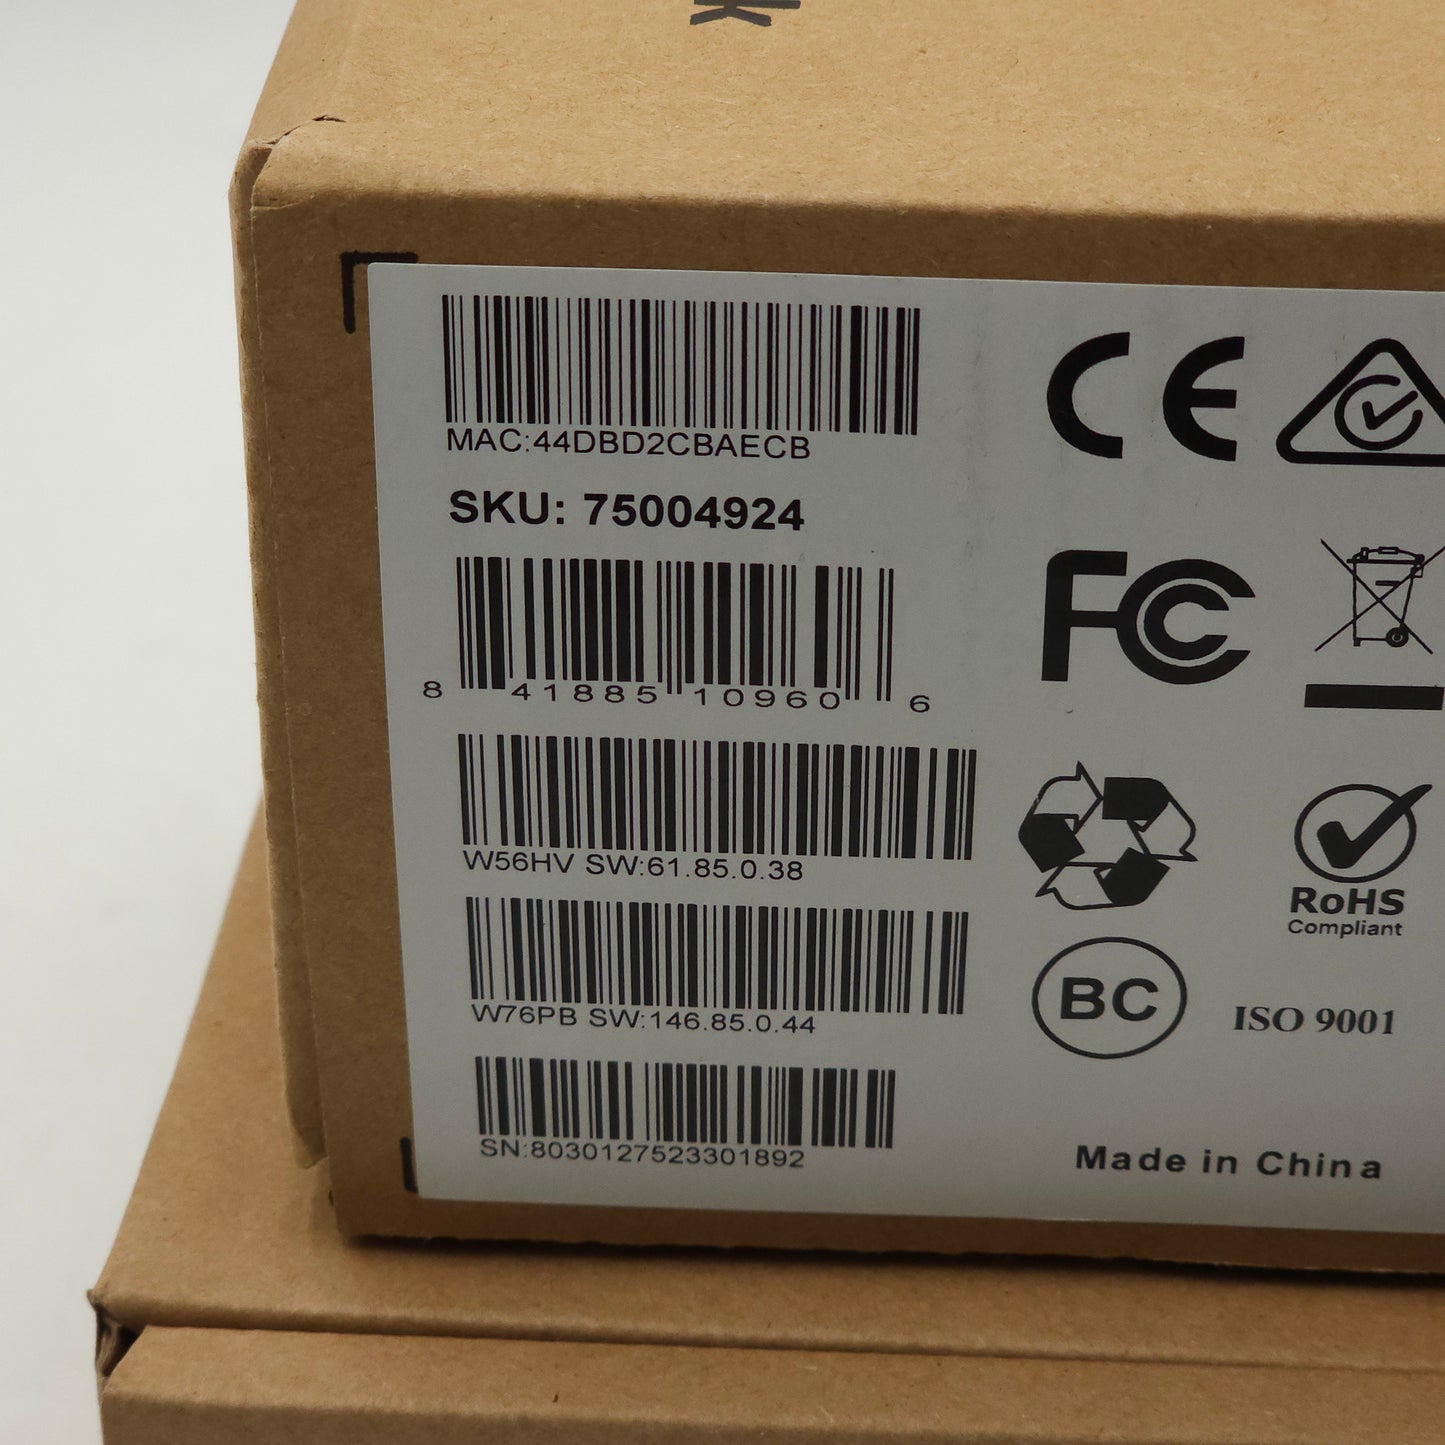 k
MAC:44DBD2CBAECB
SKU: 75004924
8 41885 10960 6
W56HV SW:61.85.0.38
W76PB SW:146.85.0.44
SN:8030127523301892
CE
FC
RoHS
Compliant
BC
ISO 9001
Made in China